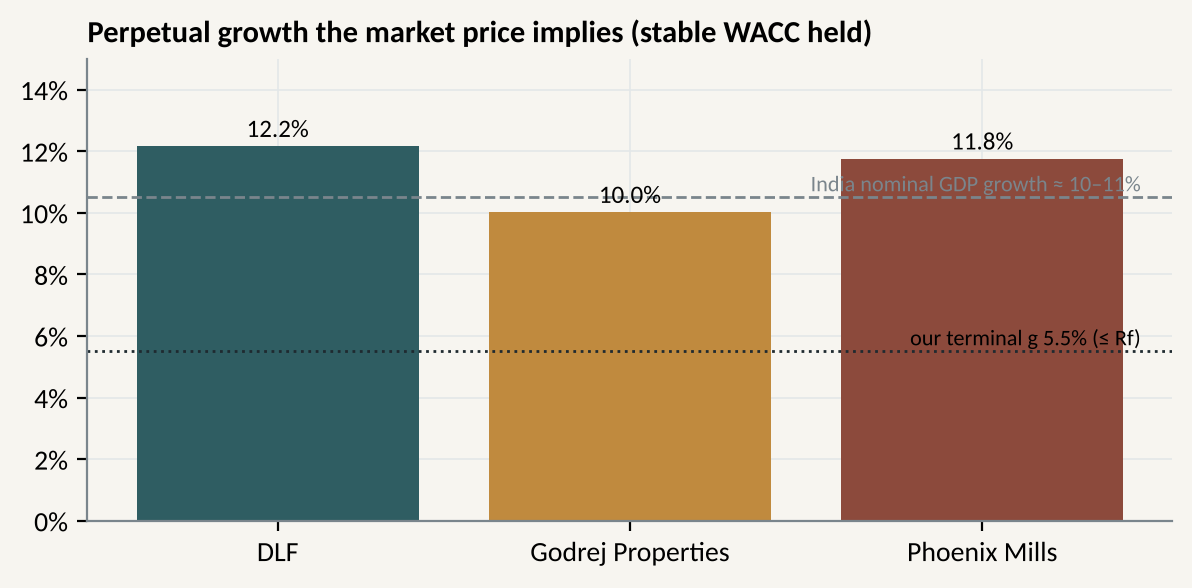 Perpetual growth the market price implies (stable WACC held)
14%
12%
10%
8%
6%
4%
2%
0%
12.2%
10.0%
11.8%
India nominal GDP growth ≈ 10–11%
our terminal g 5.5% (≤ Rf)
DLF
Godrej Properties
Phoenix Mills